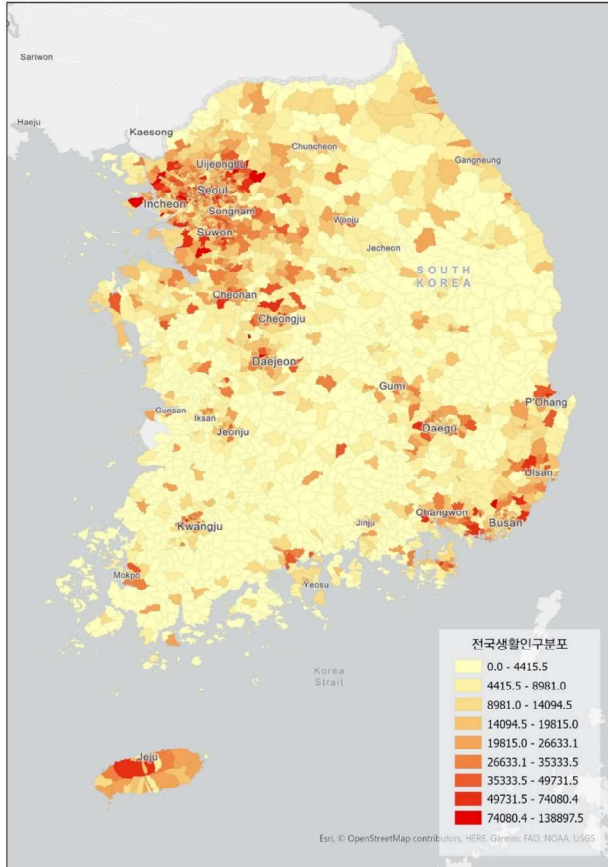 Sariwon
Haeju
Kaesong
Uijeongbu
Chuncheon
Gangneung
Seoul
Incheon
Songnam
Wonju
Suwon
Jecheon
SOUTH
KOREA
Cheonan
Cheongju
Daejeon
Gumi
P'Ohang
Gunsan
Iksan
Daegu
Jeonju
Ulsan
Changwon
Kwangju
Jinju
Busan
Mokpo
Yeosu
Korea
Strait
Jeju
전국생활인구분포
0.0 - 4415.5
4415.5 - 8981.0
8981.0 - 14094.5
14094.5 - 19815.0
19815.0 - 26633.1
26633.1 - 35333.5
35333.5 - 49731.5
49731.5 - 74080.4
74080.4 - 138897.5
Esri, © OpenStreetMap contributors, HERE, Garmin, FAO, NOAA, USGS